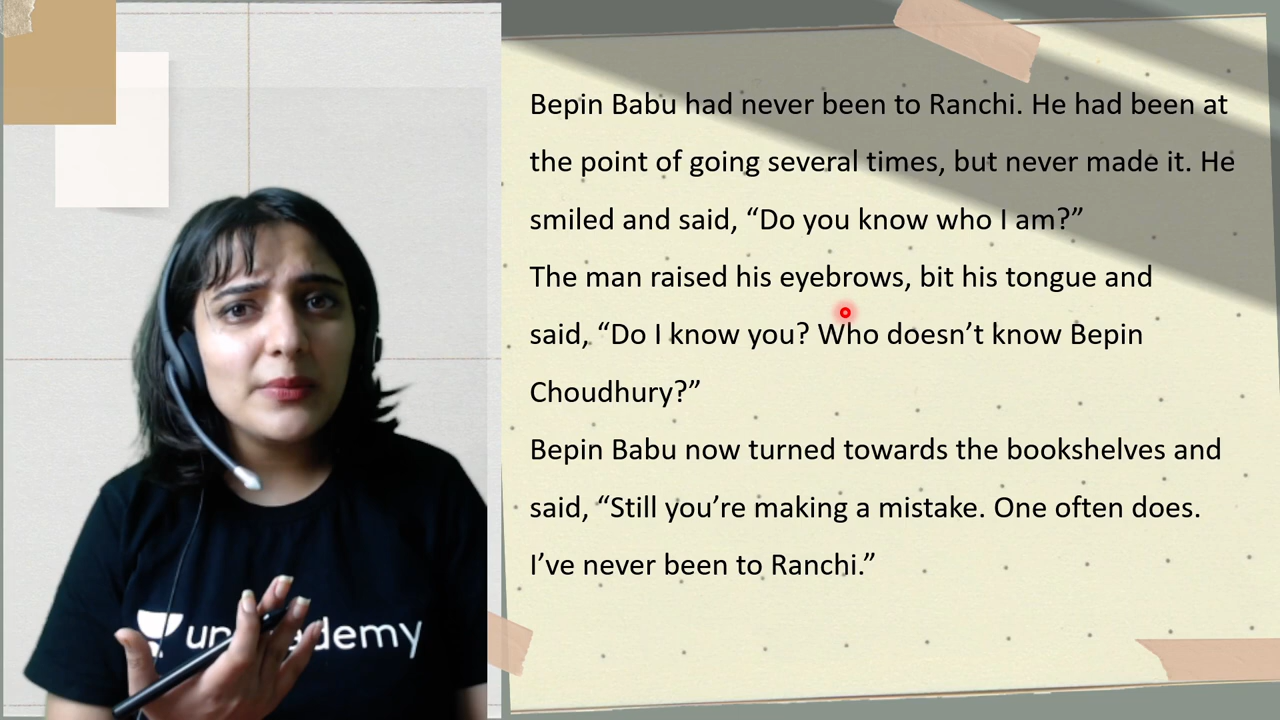 Bepin Babu had never been to Ranchi. He had been at
the point of going several times, but never made it. He
smiled and said, “Do you know who I am?”
The man raised his eyebrows, bit his tongue and
said, “Do I know you? Who doesn’t know Bepin
Choudhury?”
Bepin Babu now turned towards the bookshelves and
said, “Still you’re making a mistake. One often does.
I’ve never been to Ranchi.”